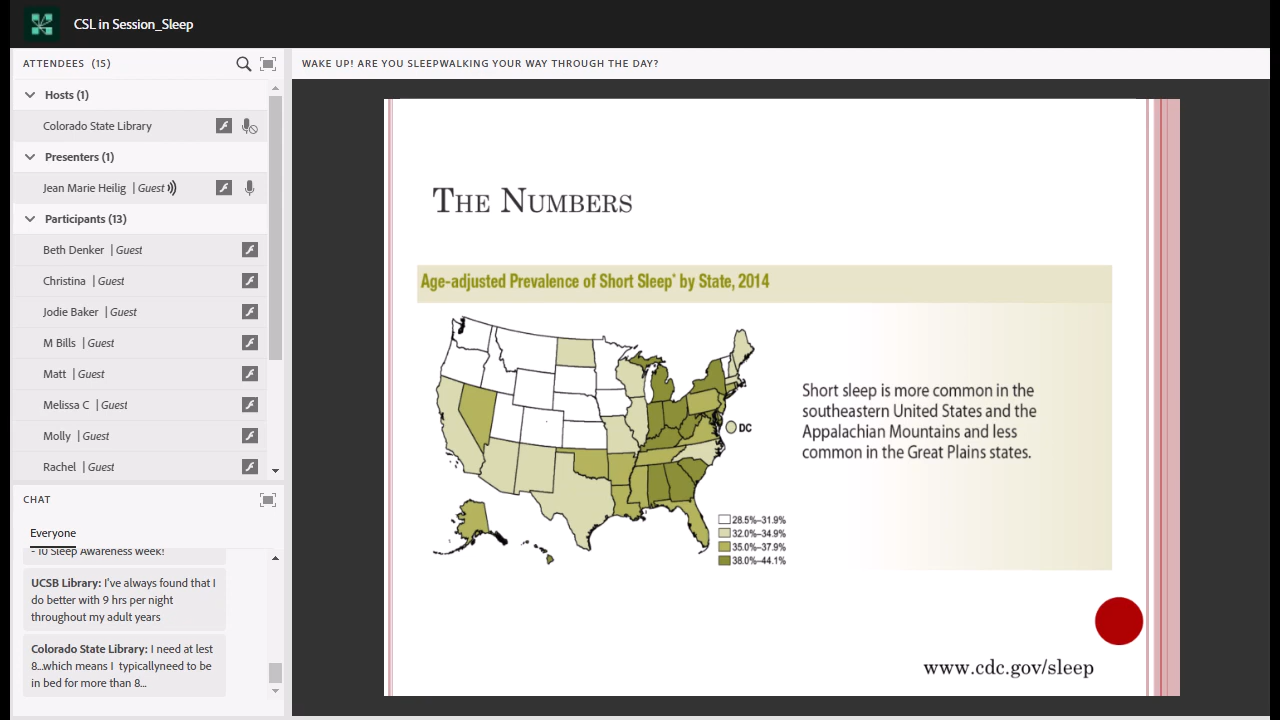 CSL in Session_Sleep
ATTENDEES (15)
Hosts (1)
Colorado State Library
Presenters (1)
Jean Marie Heilig | Guest
Participants (13)
Beth Denker | Guest
Christina | Guest
Jodie Baker | Guest
M Bills | Guest
Matt | Guest
Melissa C | Guest
Molly | Guest
Rachel | Guest
CHAT
Everyone
- 10 Sleep Awareness week!
UCSB Library: I've always found that I
do better with 9 hrs per night
throughout my adult years
Colorado State Library: I need at lest
8...which means I typicallyneed to be
in bed for more than 8...
WAKE UP! ARE YOU SLEEPWALKING YOUR WAY THROUGH THE DAY?
THE NUMBERS
Age-adjusted Prevalence of Short Sleep* by State, 2014
DC
28.5%–31.9%
32.0%–34.9%
35.0%–37.9%
38.0%–44.1%
Short sleep is more common in the
southeastern United States and the
Appalachian Mountains and less
common in the Great Plains states.
www.cdc.gov/sleep